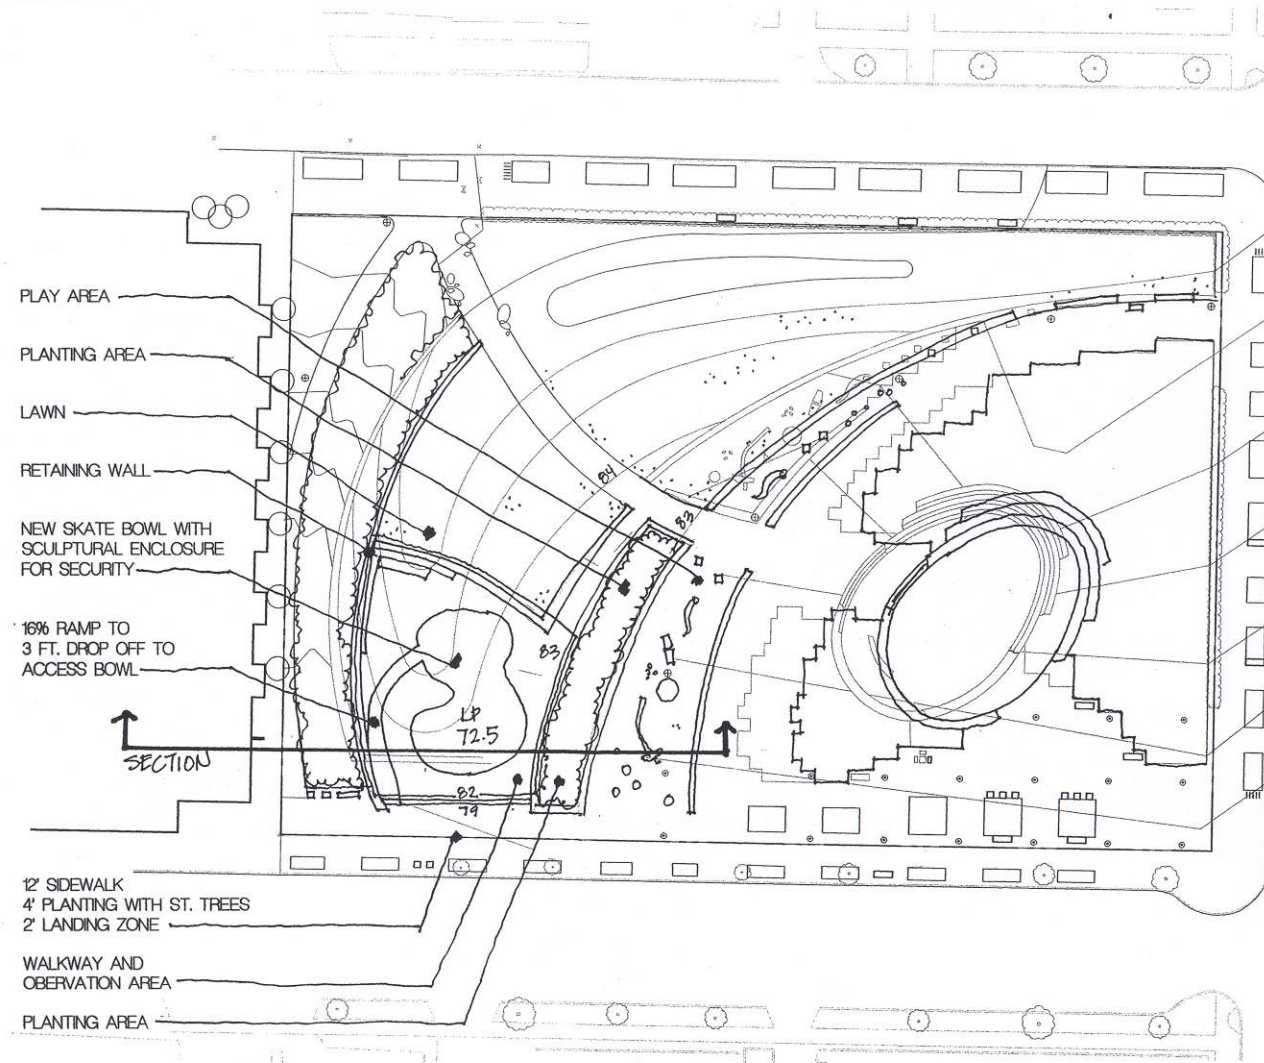 PLAY AREA
PLANTING AREA
LAWN
RETAINING WALL
NEW SKATE BOWL WITH
SCULPTURAL ENCLOSURE
FOR SECURITY
16% RAMP TO
3 FT. DROP OFF TO
ACCESS BOWL
84
83
83
LP
72.5
SECTION
82
79
12' SIDEWALK
4' PLANTING WITH ST. TREES
2' LANDING ZONE
WALKWAY AND
OBERVATION AREA
PLANTING AREA